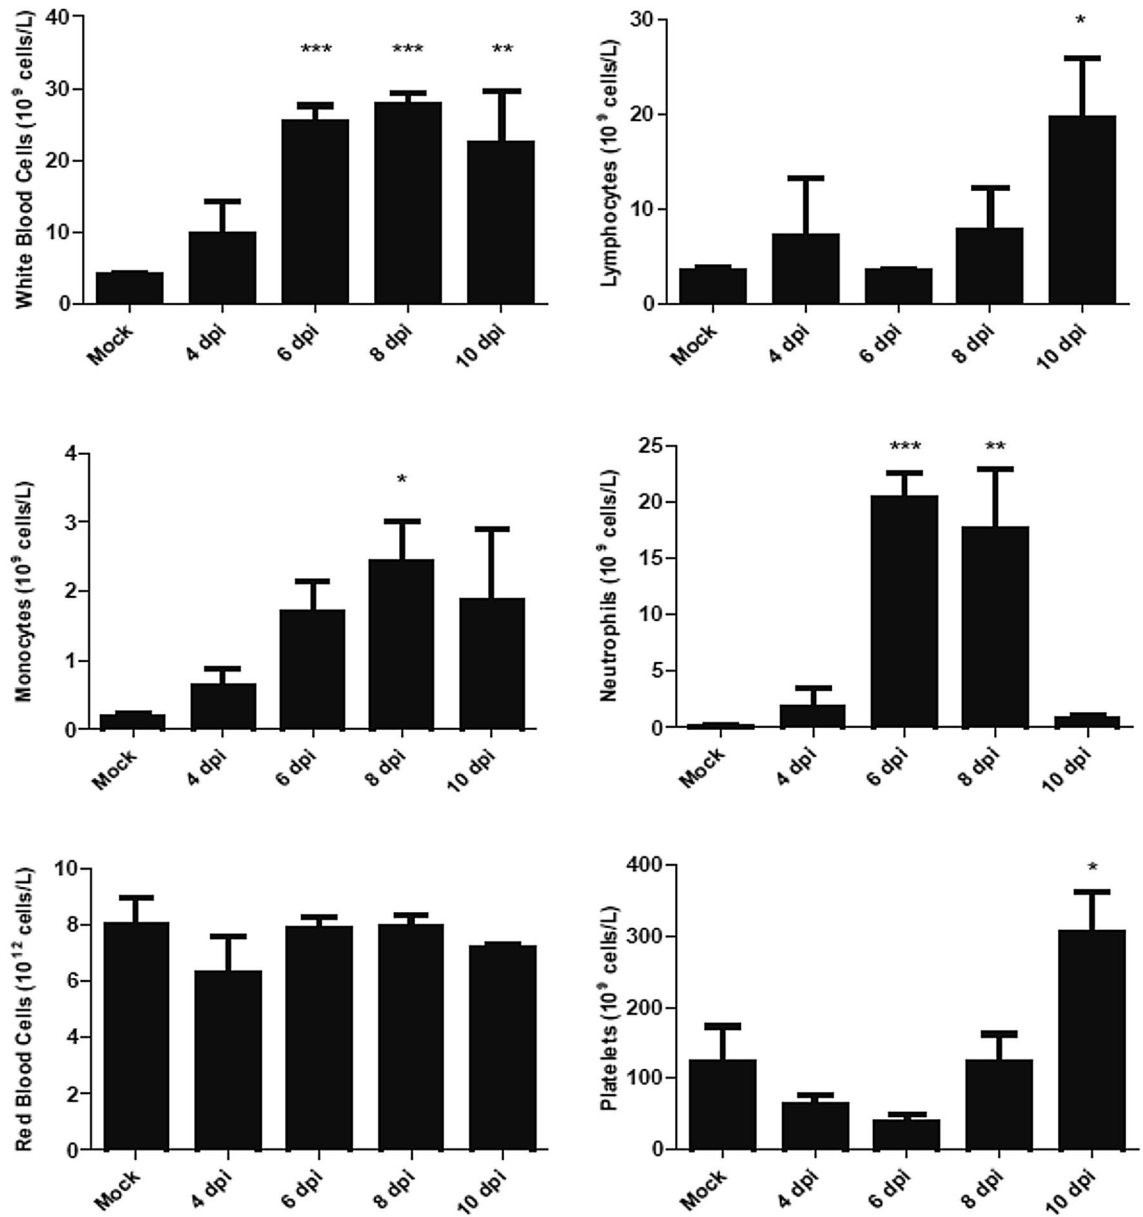 White Blood Cells (10⁹ cells/L)
40
30
20
10
0
***
***
**
Mock
4 dpi
6 dpi
8 dpi
10 dpi
Lymphocytes (10⁹ cells/L)
30
20
10
0
*
Mock
4 dpi
6 dpi
8 dpi
10 dpi
Monocytes (10⁹ cells/L)
4
3
2
1
0
*
Mock
4 dpi
6 dpi
8 dpi
10 dpi
Neutrophils (10⁹ cells/L)
25
20
15
10
5
0
***
**
Mock
4 dpi
6 dpi
8 dpi
10 dpi
Red Blood Cells (10¹² cells/L)
10
8
6
4
2
0
Mock
4 dpi
6 dpi
8 dpi
10 dpi
Platelets (10⁹ cells/L)
400
300
200
100
0
*
Mock
4 dpi
6 dpi
8 dpi
10 dpi